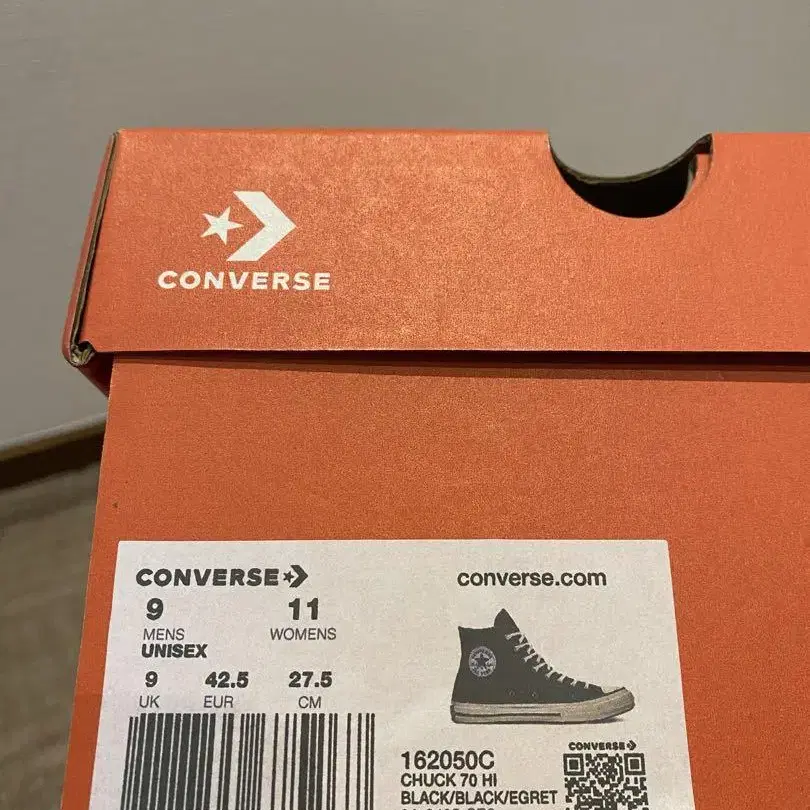 CONVERSE
CONVERSE converse.com
9 11
MENS WOMENS
UNISEX
9 42.5 27.5
UK EUR CM
CONVERSE
162050C
CHUCK 70 HI
BLACK/BLACK/EGRET